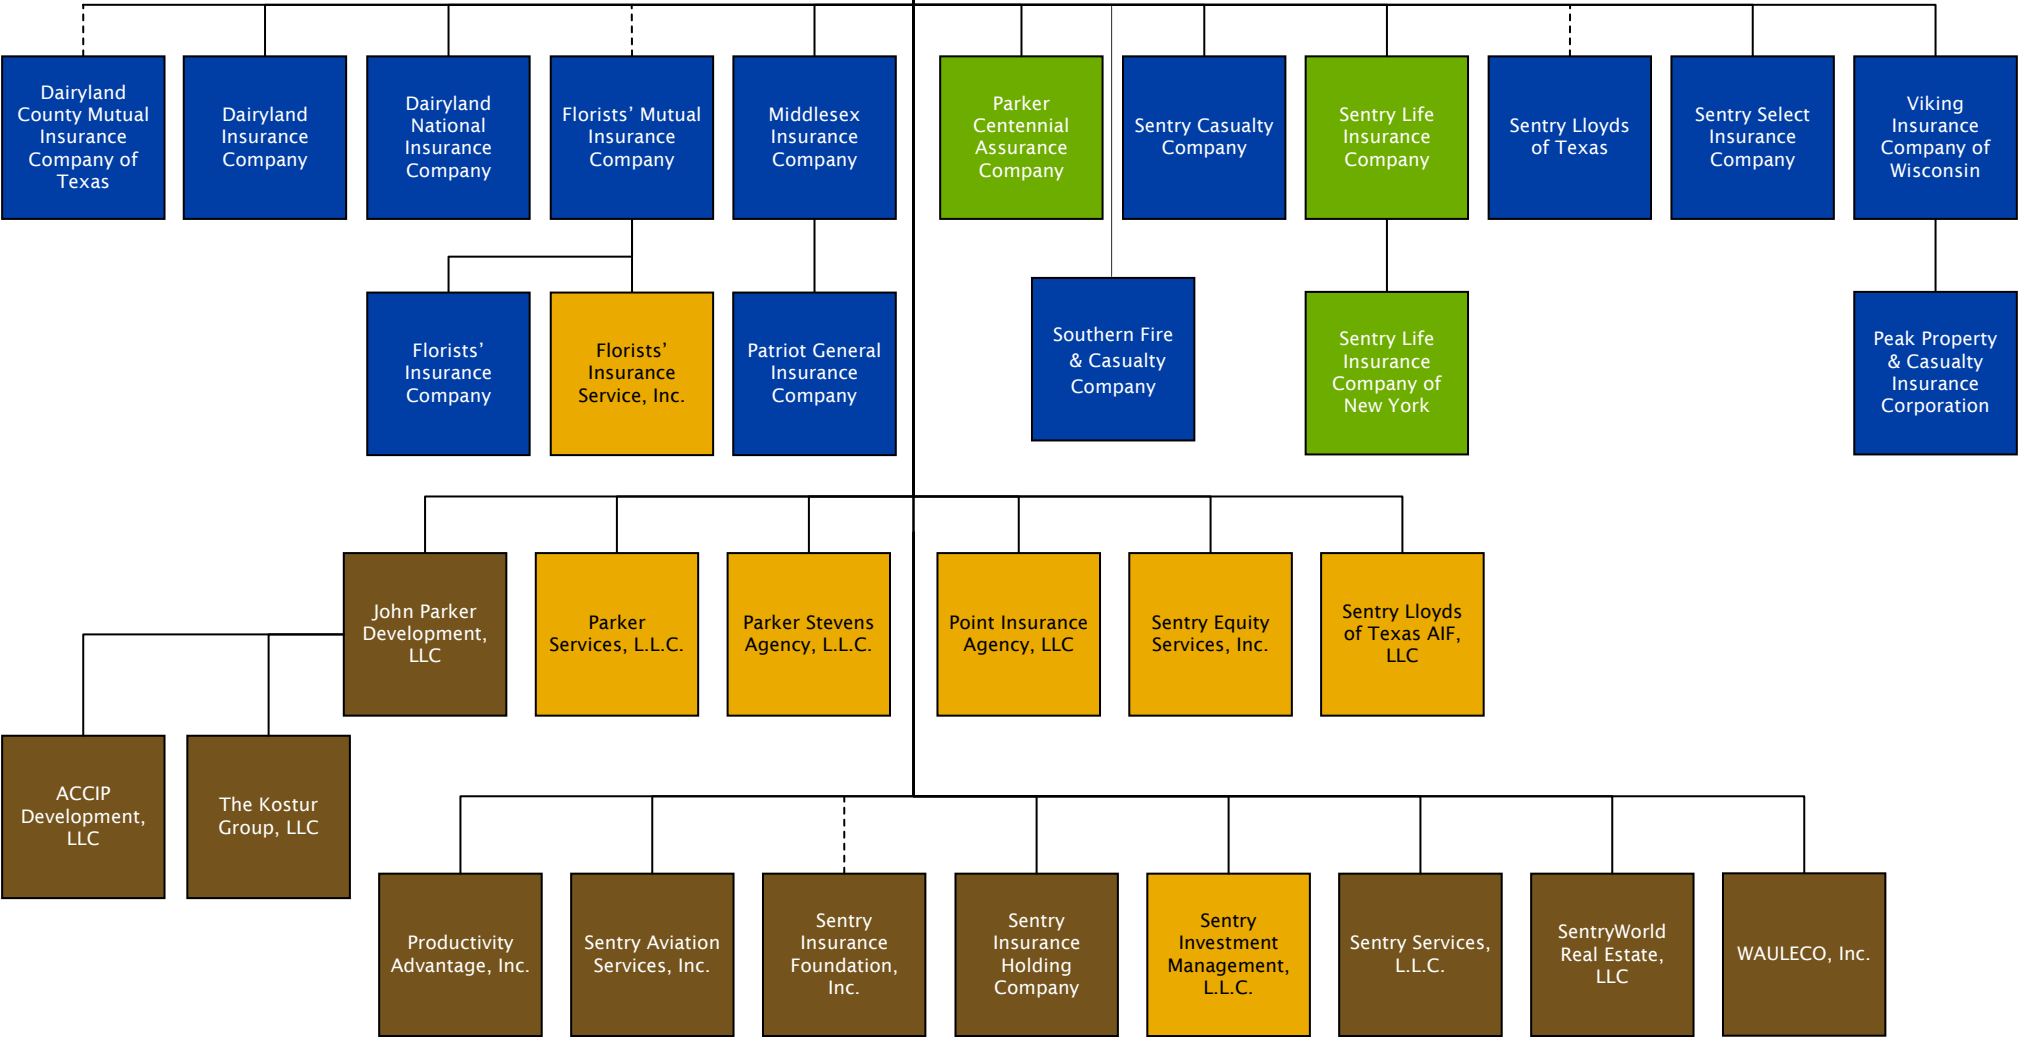 Dairyland
County Mutual
Insurance
Company of
Texas
Dairyland
Insurance
Company
Dairyland
National
Insurance
Company
Florists’ Mutual
Insurance
Company
Middlesex
Insurance
Company
Parker
Centennial
Assurance
Company
Sentry Casualty
Company
Sentry Life
Insurance
Company
Sentry Lloyds
of Texas
Sentry Select
Insurance
Company
Viking
Insurance
Company of
Wisconsin
Florists’
Insurance
Company
Florists’
Insurance
Service, Inc.
Patriot General
Insurance
Company
Southern Fire
& Casualty
Company
Sentry Life
Insurance
Company of
New York
Peak Property
& Casualty
Insurance
Corporation
John Parker
Development,
LLC
Parker
Services, L.L.C.
Parker Stevens
Agency, L.L.C.
Point Insurance
Agency, LLC
Sentry Equity
Services, Inc.
Sentry Lloyds
of Texas AIF,
LLC
ACCIP
Development,
LLC
The Kostur
Group, LLC
Productivity
Advantage, Inc.
Sentry Aviation
Services, Inc.
Sentry
Insurance
Foundation,
Inc.
Sentry
Insurance
Holding
Company
Sentry
Investment
Management,
L.L.C.
Sentry Services,
L.L.C.
SentryWorld
Real Estate,
LLC
WAULECO, Inc.